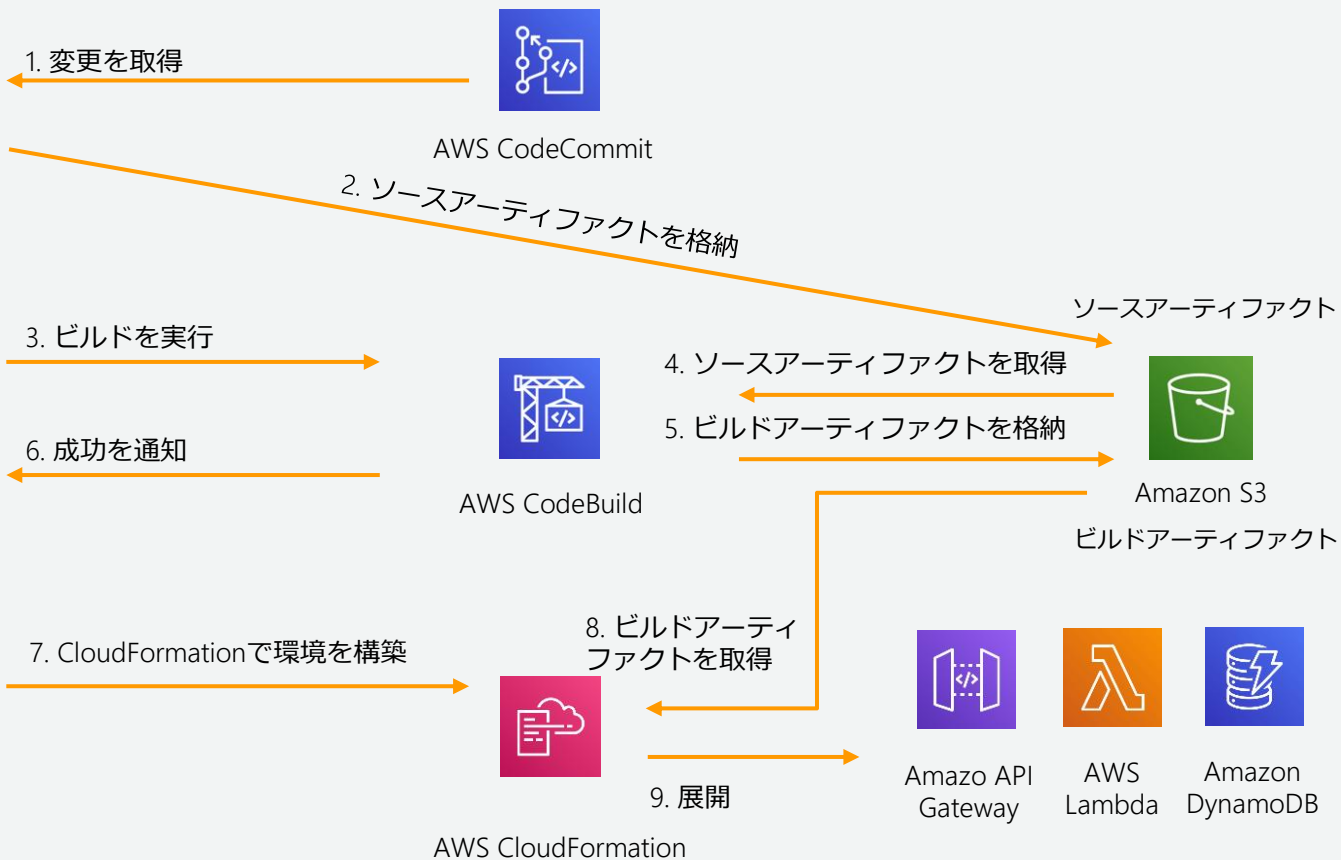 1. 変更を取得
AWS CodeCommit
2. ソースアーティファクトを格納
ソースアーティファクト
3. ビルドを実行
4. ソースアーティファクトを取得
5. ビルドアーティファクトを格納
6. 成功を通知
AWS CodeBuild
Amazon S3
ビルドアーティファクト
7. CloudFormationで環境を構築
8. ビルドアーティ
ファクトを取得
9. 展開
AWS CloudFormation
Amazo API
Gateway
AWS
Lambda
Amazon
DynamoDB